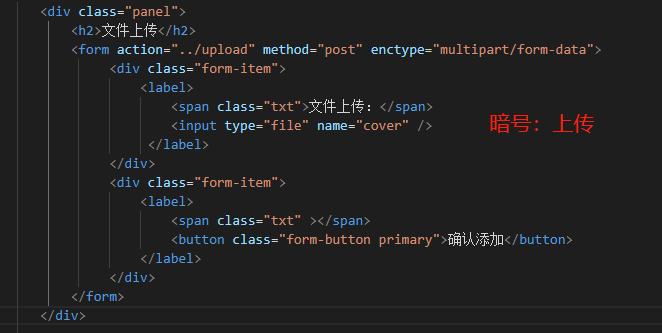 <div class="panel">
<h2>文件上传</h2>
<form action="../upload" method="post" enctype="multipart/form-data">
<div class="form-item">
<label>
<span class="txt">文件上传：</span>
<input type="file" name="cover" />
暗号：上传
</label>
</div>
<div class="form-item">
<label>
<span class="txt" ></span>
<button class="form-button primary">确认添加</button>
</label>
</div>
</form>
</div>